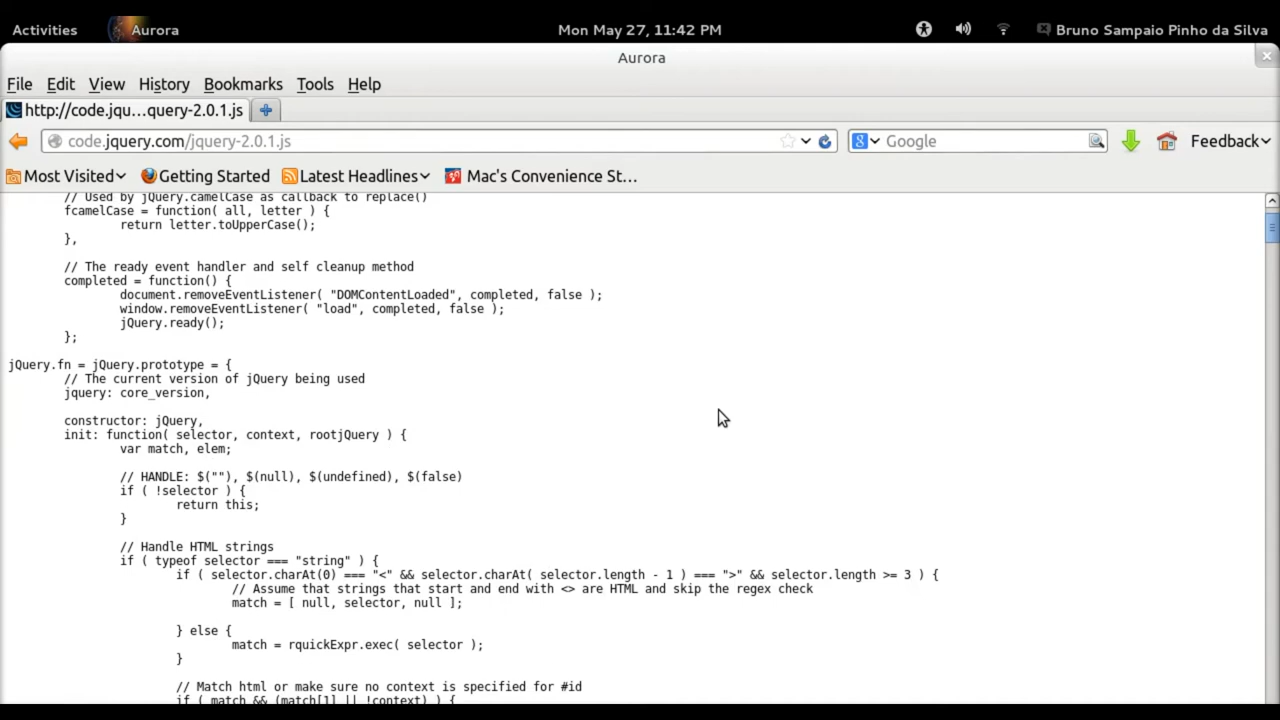 Activities Aurora Mon May 27, 11:42 PM Bruno Sampaio Pinho da Silva
Aurora
File Edit View History Bookmarks Tools Help
http://code.jqu...query-2.0.1.js
code.jquery.com/jquery-2.0.1.js Google Feedback
Most Visited Getting Started Latest Headlines Mac's Convenience St...
// Used by jQuery.camelCase as callback to replace()
fcamelCase = function( all, letter ) {
return letter.toUpperCase();
},
// The ready event handler and self cleanup method
completed = function() {
document.removeEventListener( "DOMContentLoaded", completed, false );
window.removeEventListener( "load", completed, false );
jQuery.ready();
};
jQuery.fn = jQuery.prototype = {
// The current version of jQuery being used
jquery: core_version,
constructor: jQuery,
init: function( selector, context, rootjQuery ) {
var match, elem;
// HANDLE: $(""), $(null), $(undefined), $(false)
if ( !selector ) {
return this;
}
// Handle HTML strings
if ( typeof selector === "string" ) {
if ( selector.charAt(0) === "<" && selector.charAt( selector.length - 1 ) === ">" && selector.length >= 3 ) {
// Assume that strings that start and end with <> are HTML and skip the regex check
match = [ null, selector, null ];
} else {
match = rquickExpr.exec( selector );
}
// Match html or make sure no context is specified for #id
if ( match && (match[1] || !context) ) {